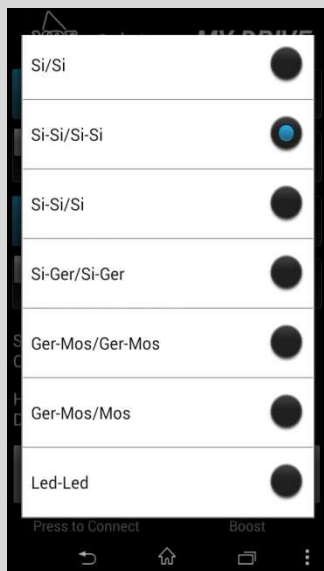 MY DRIVE
Si/Si
Si-Si/Si-Si
Si-Si/Si
Si-Ger/Si-Ger
Ger-Mos/Ger-Mos
Ger-Mos/Mos
Led-Led
Press to Connect
Boost